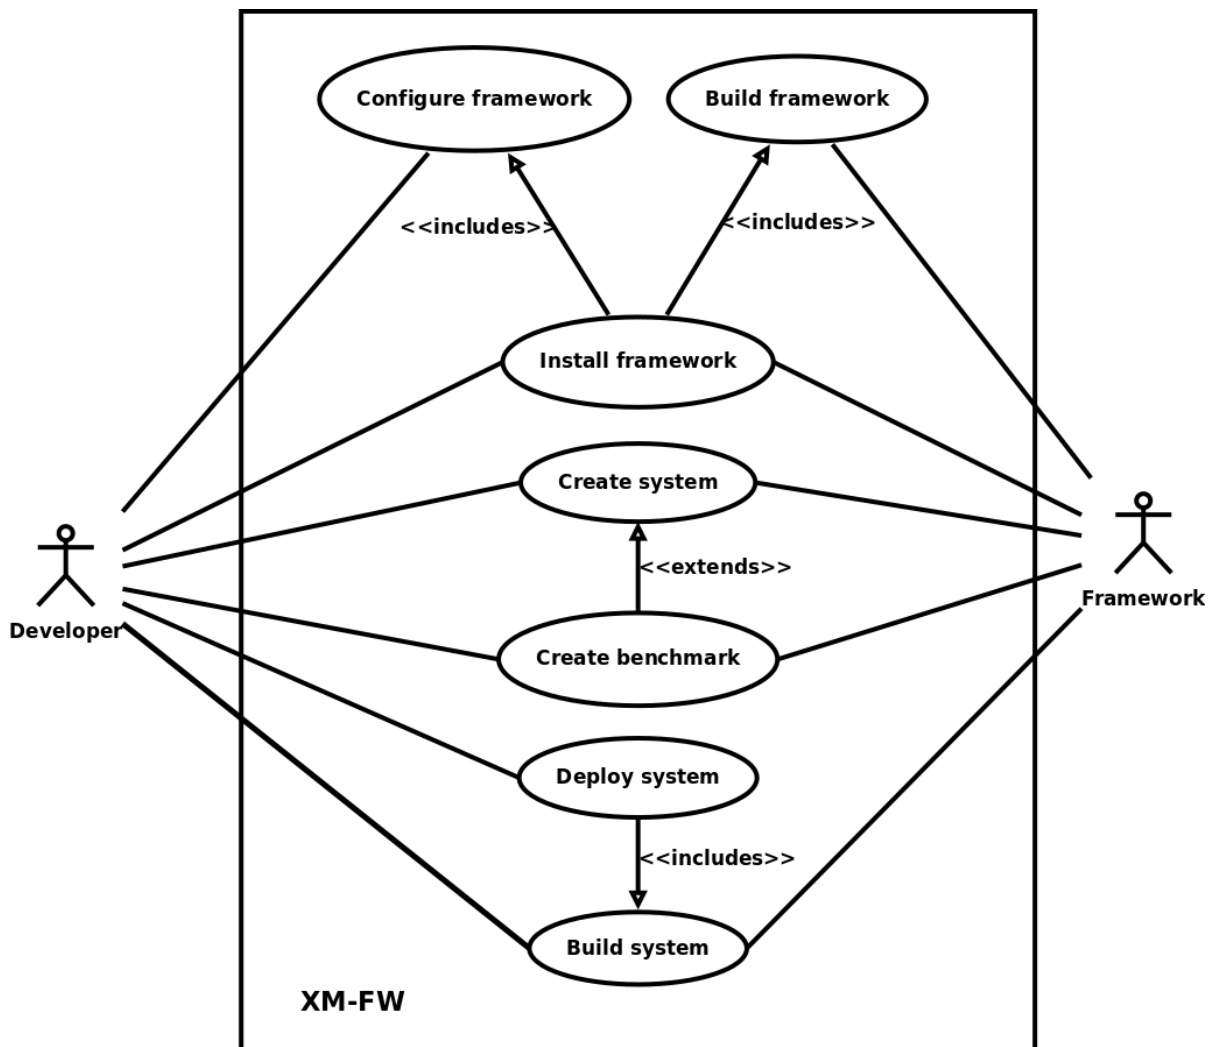 Configure framework
Build framework
<<includes>>
<<includes>>
Install framework
Create system
<<extends>>
Developer
Framework
Create benchmark
Deploy system
<<includes>>
Build system
XM-FW